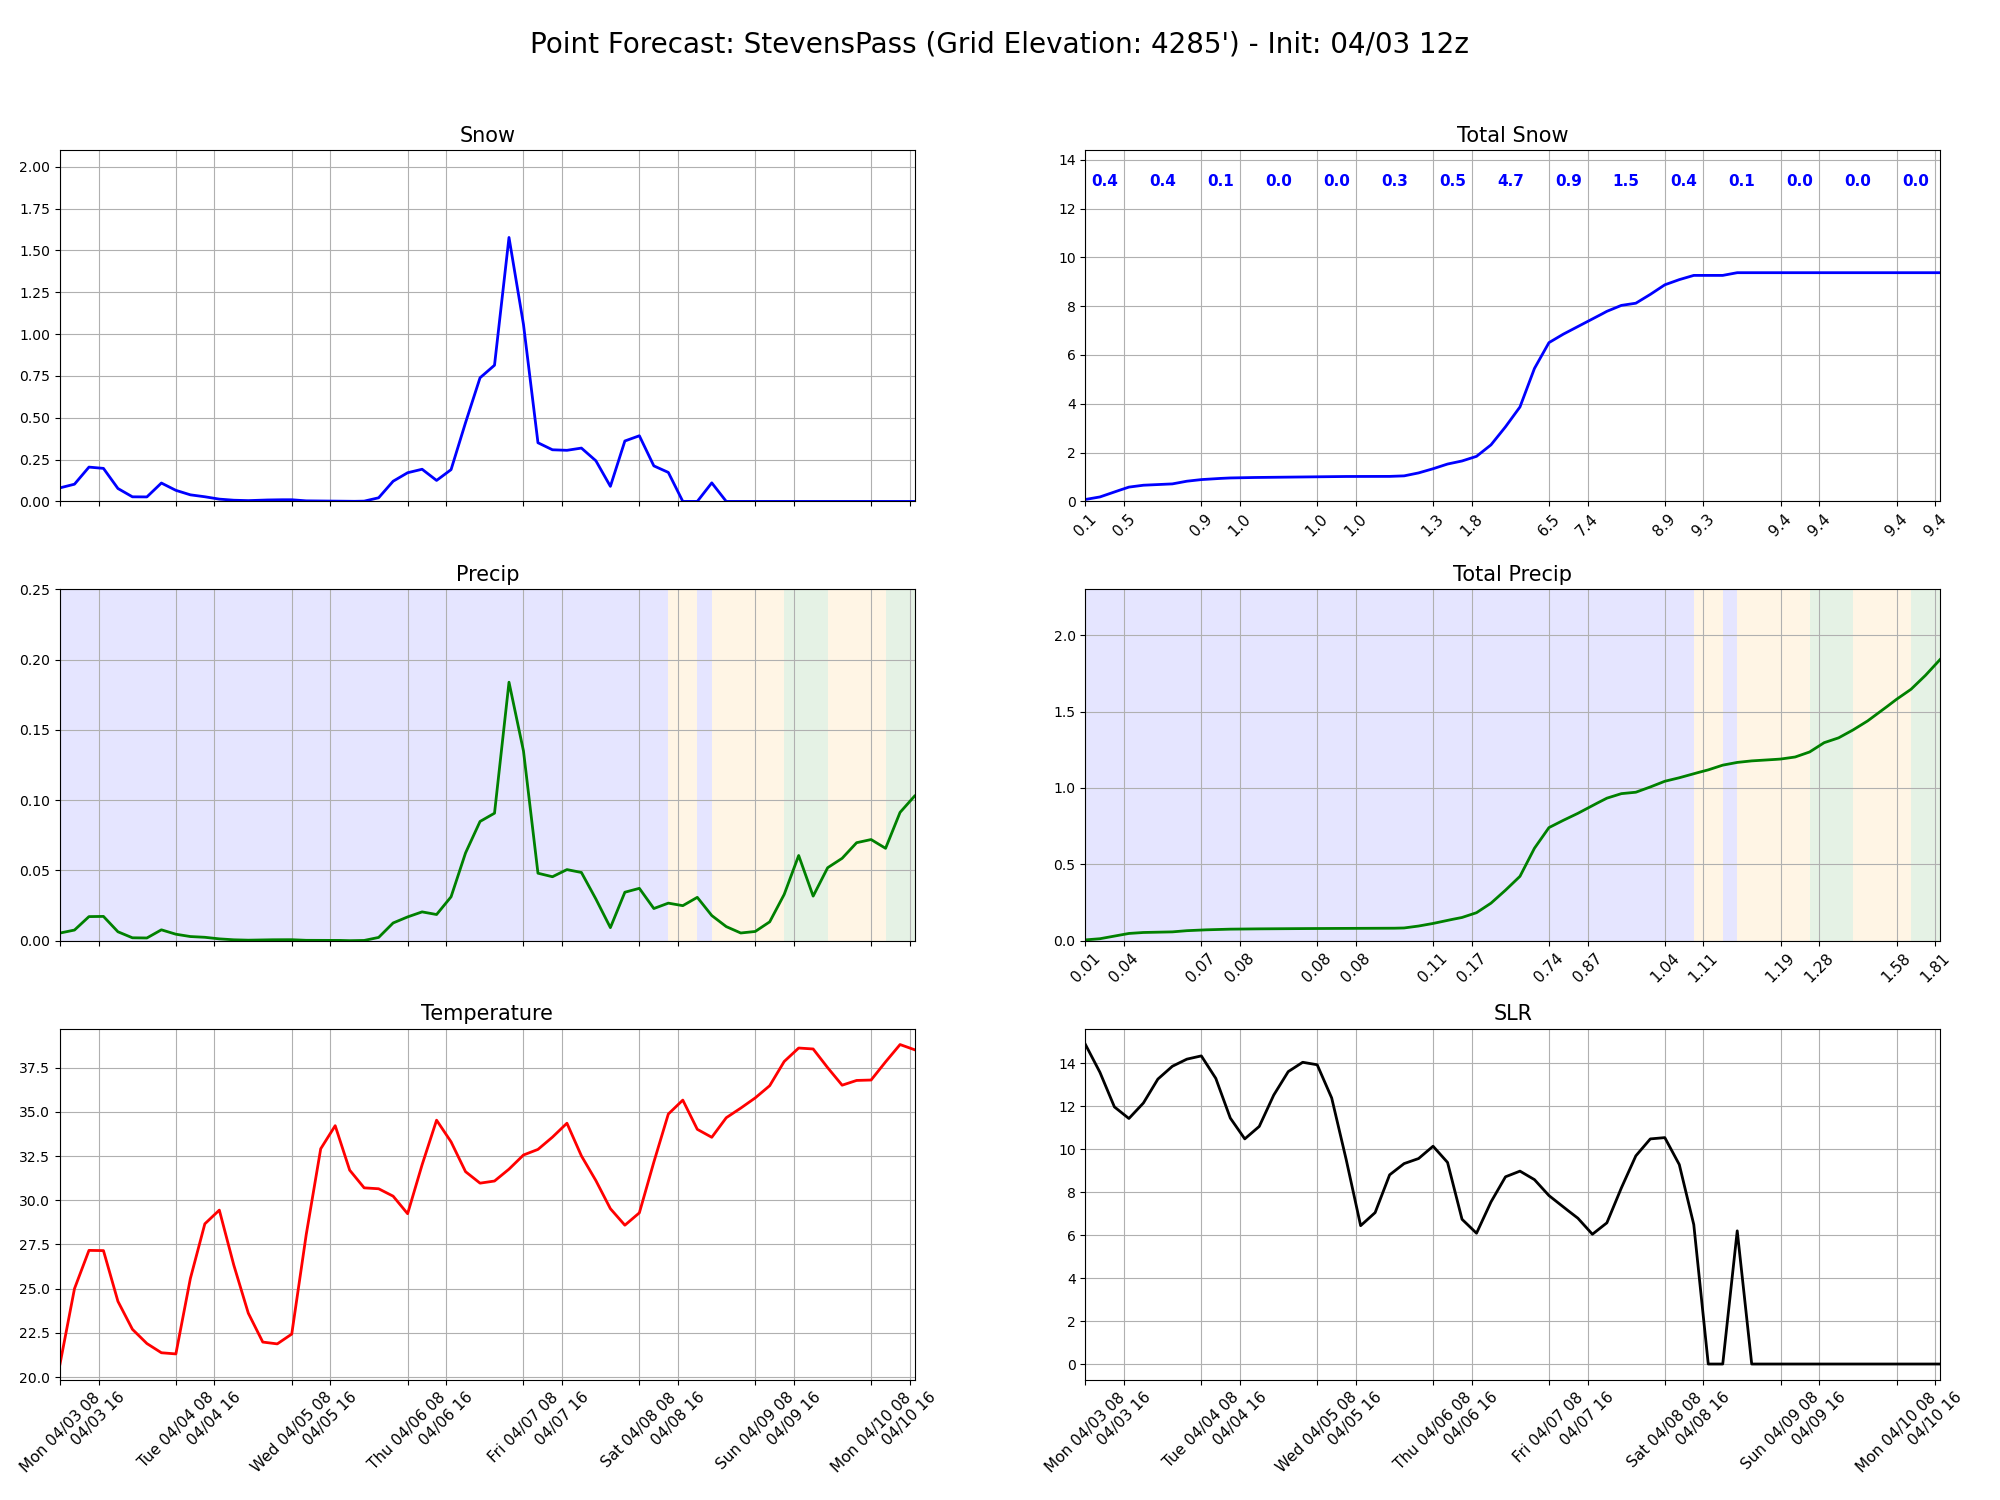 Point Forecast: StevensPass (Grid Elevation: 4285') - Init: 04/03 12z
Snow
2.00
1.75
1.50
1.25
1.00
0.75
0.50
0.25
0.00
Total Snow
14
12
10
8
6
4
2
0
0.4 0.4 0.1 0.0 0.0 0.3 0.5 4.7 0.9 1.5 0.4 0.1 0.0 0.0 0.0
0.1 0.5 0.9 1.0 1.0 1.0 1.3 1.8 6.5 7.4 8.9 9.3 9.4 9.4 9.4 9.4
Precip
0.25
0.20
0.15
0.10
0.05
0.00
Total Precip
2.0
1.5
1.0
0.5
0.0
0.01 0.04 0.07 0.08 0.08 0.08 0.11 0.17 0.74 0.87 1.04 1.11 1.19 1.28 1.58 1.81
Temperature
37.5
35.0
32.5
30.0
27.5
25.0
22.5
20.0
Mon 04/03 08
04/03 16
Tue 04/04 08
04/04 16
Wed 04/05 08
04/05 16
Thu 04/06 08
04/06 16
Fri 04/07 08
04/07 16
Sat 04/08 08
04/08 16
Sun 04/09 08
04/09 16
Mon 04/10 08
04/10 16
SLR
14
12
10
8
6
4
2
0
Mon 04/03 08
04/03 16
Tue 04/04 08
04/04 16
Wed 04/05 08
04/05 16
Thu 04/06 08
04/06 16
Fri 04/07 08
04/07 16
Sat 04/08 08
04/08 16
Sun 04/09 08
04/09 16
Mon 04/10 08
04/10 16